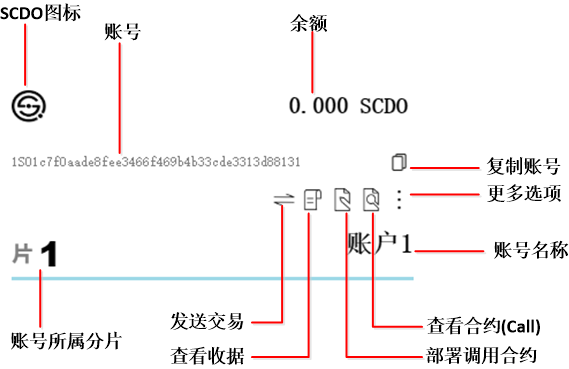 SCDO图标
账号
余额
0.000 SCDO
1S01c7f0aade8fee3466f469b4b33cde3313d88131
复制账号
更多选项
片1
账户1
账号名称
发送交易
查看合约(Call)
账号所属分片
查看收据
部署调用合约